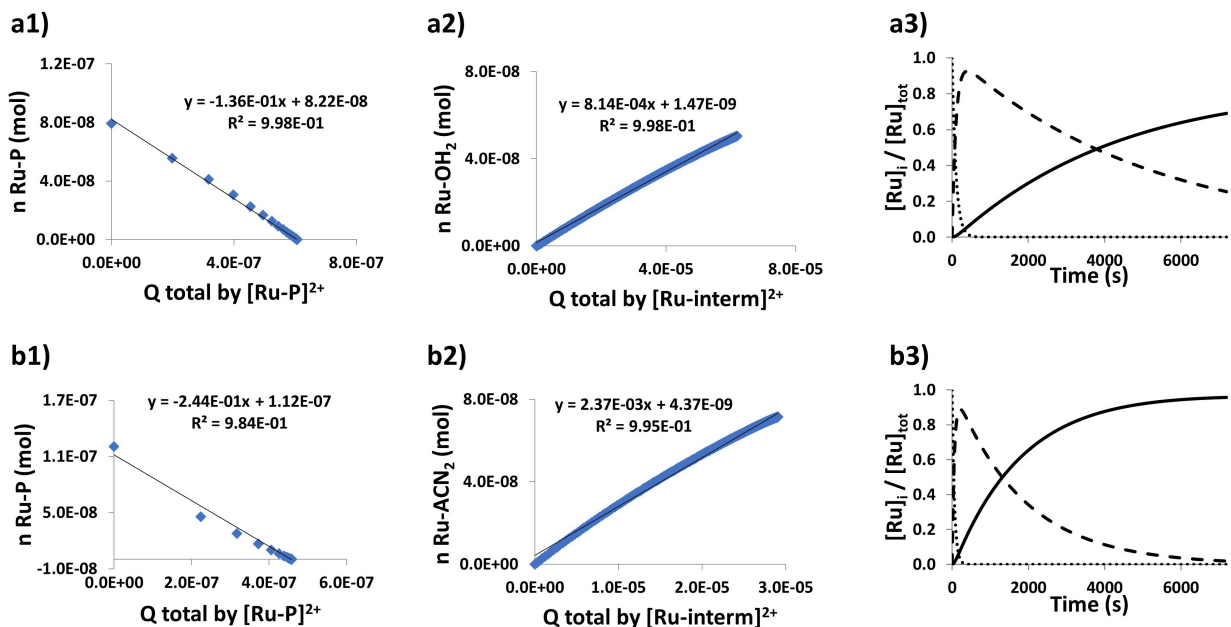 a1)
1.2E-07
8.0E-08
4.0E-08
0.0E+00
n Ru-P (mol)
y = -1.36E-01x + 8.22E-08
R² = 9.98E-01
0.0E+00 4.0E-07 8.0E-07
Q total by [Ru-P]²⁺
a2)
8.0E-08
4.0E-08
0.0E+00
n Ru-OH₂ (mol)
y = 8.14E-04x + 1.47E-09
R² = 9.98E-01
0.0E+00 4.0E-05 8.0E-05
Q total by [Ru-interm]²⁺
a3)
1.0
0.8
0.6
0.4
0.2
0.0
[Ru]ᵢ / [Ru]tot
0 2000 4000 6000
Time (s)
b1)
1.7E-07
1.1E-07
5.0E-08
-1.0E-08
n Ru-P (mol)
y = -2.44E-01x + 1.12E-07
R² = 9.84E-01
0.0E+00 2.0E-07 4.0E-07 6.0E-07
Q total by [Ru-P]²⁺
b2)
8.0E-08
4.0E-08
0.0E+00
n Ru-ACN₂ (mol)
y = 2.37E-03x + 4.37E-09
R² = 9.95E-01
0.0E+00 1.0E-05 2.0E-05 3.0E-05
Q total by [Ru-interm]²⁺
b3)
1.0
0.8
0.6
0.4
0.2
0.0
[Ru]ᵢ / [Ru]tot
0 2000 4000 6000
Time (s)